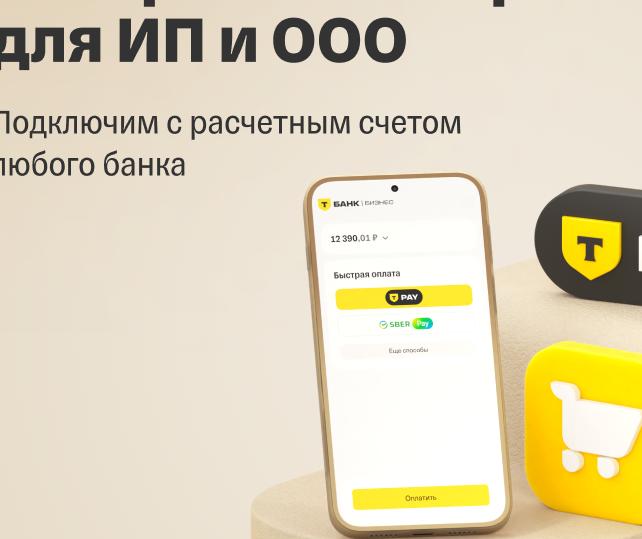 для ИП и ООО
Подключим с расчетным счетом
любого банка
Т БАНК | БИЗНЕС
12 390,01 ₽
Быстрая оплата
Т PAY
SBER Pay
Еще способы
Оплатить
Т